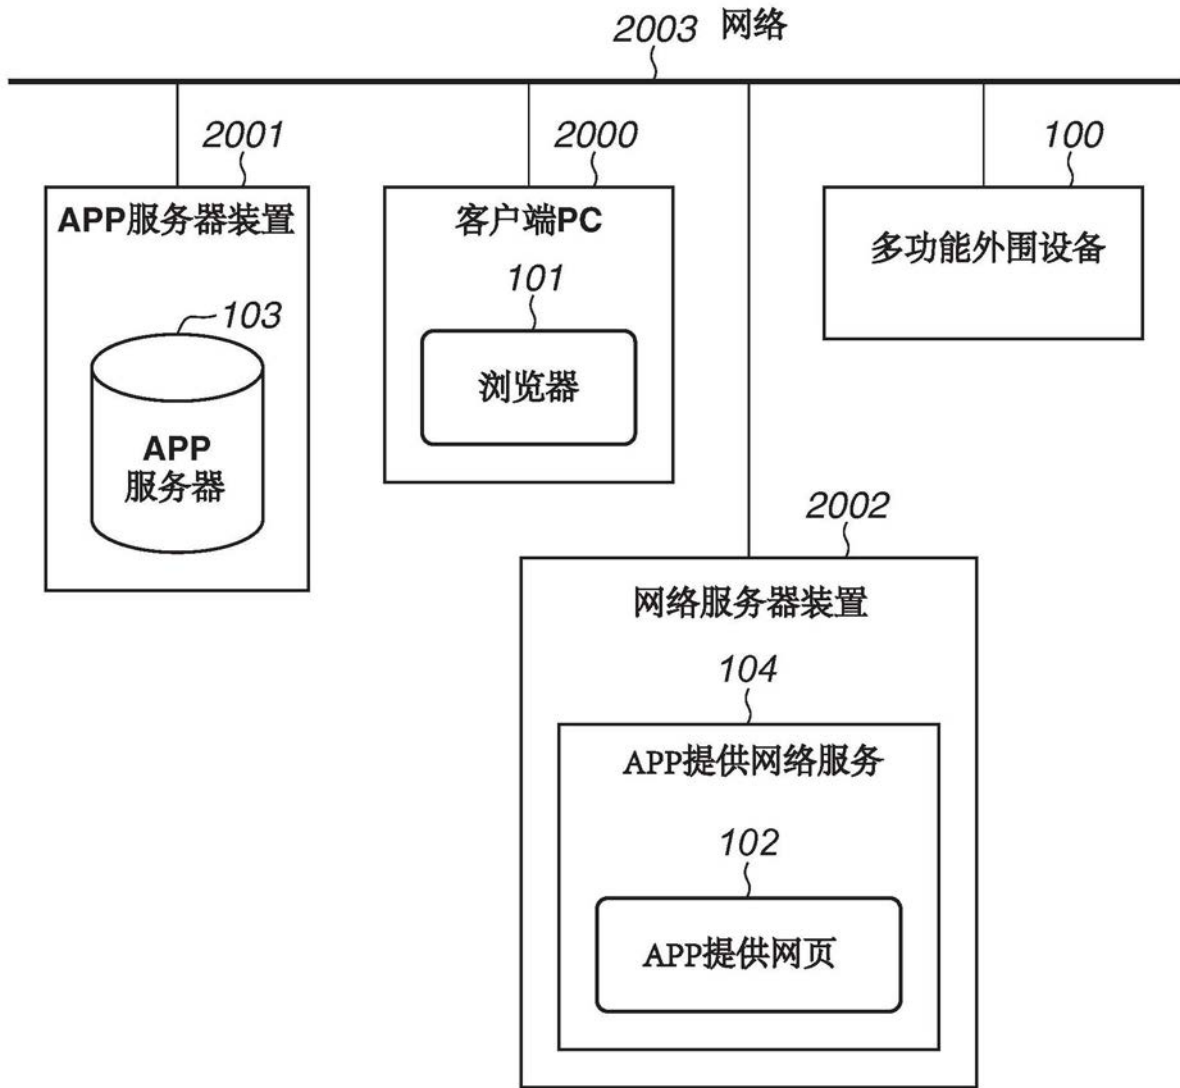 2003 网络
2001
2000
100
APP服务器装置
客户端PC
多功能外围设备
101
103
浏览器
APP
服务器
2002
网络服务器装置
104
APP提供网络服务
102
APP提供网页